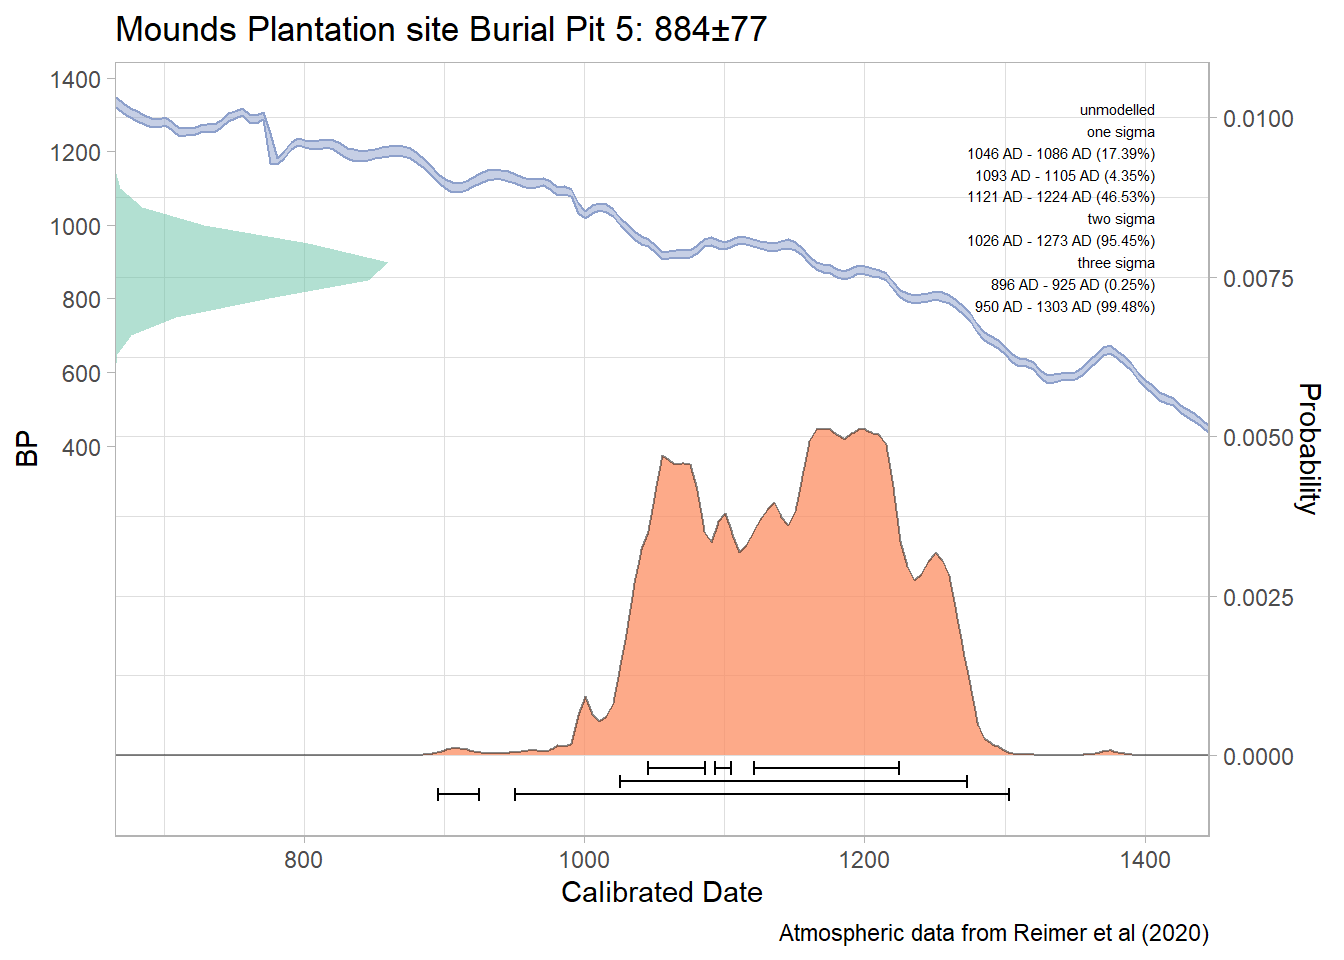 Mounds Plantation site Burial Pit 5: 884±77
1400
1200
1000
800
600
400
BP
unmodelled
one sigma
1046 AD - 1086 AD (17.39%)
1093 AD - 1105 AD (4.35%)
1121 AD - 1224 AD (46.53%)
two sigma
1026 AD - 1273 AD (95.45%)
three sigma
896 AD - 925 AD (0.25%)
950 AD - 1303 AD (99.48%)
0.0100
0.0075
0.0050
0.0025
0.0000
Probability
800
1000
1200
1400
Calibrated Date
Atmospheric data from Reimer et al (2020)